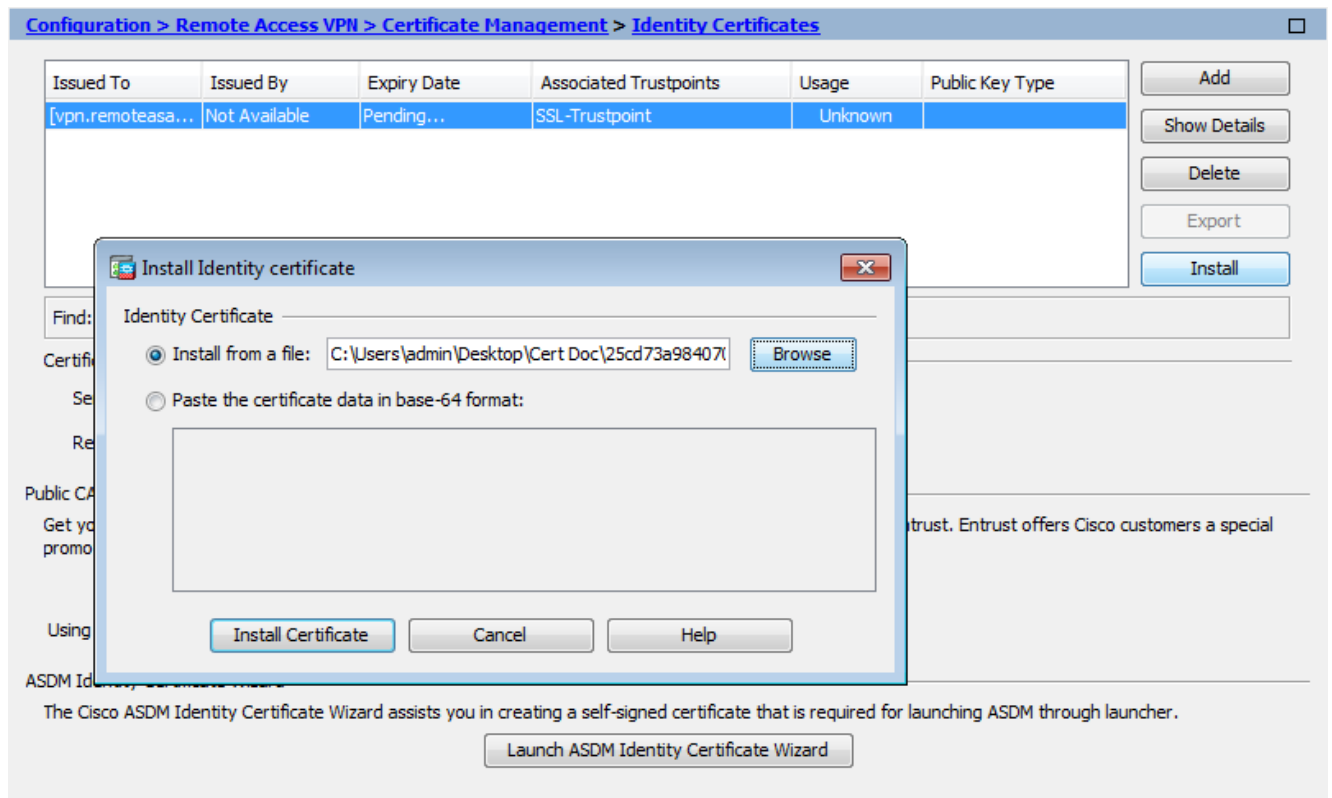 Configuration > Remote Access VPN > Certificate Management > Identity Certificates
Issued To Issued By Expiry Date Associated Trustpoints Usage Public Key Type
[vpn.remoteasa... Not Available Pending... SSL-Trustpoint Unknown
Add
Show Details
Delete
Export
Install
Install Identity certificate
Find:
Identity Certificate
Install from a file: C:\Users\admin\Desktop\Cert Doc\25cd73a98407 Browse
Certifi
Se
Paste the certificate data in base-64 format:
Re
Public CA
Get yo trust. Entrust offers Cisco customers a special
promo
Using
Install Certificate Cancel Help
ASDM Id
The Cisco ASDM Identity Certificate Wizard assists you in creating a self-signed certificate that is required for launching ASDM through launcher.
Launch ASDM Identity Certificate Wizard